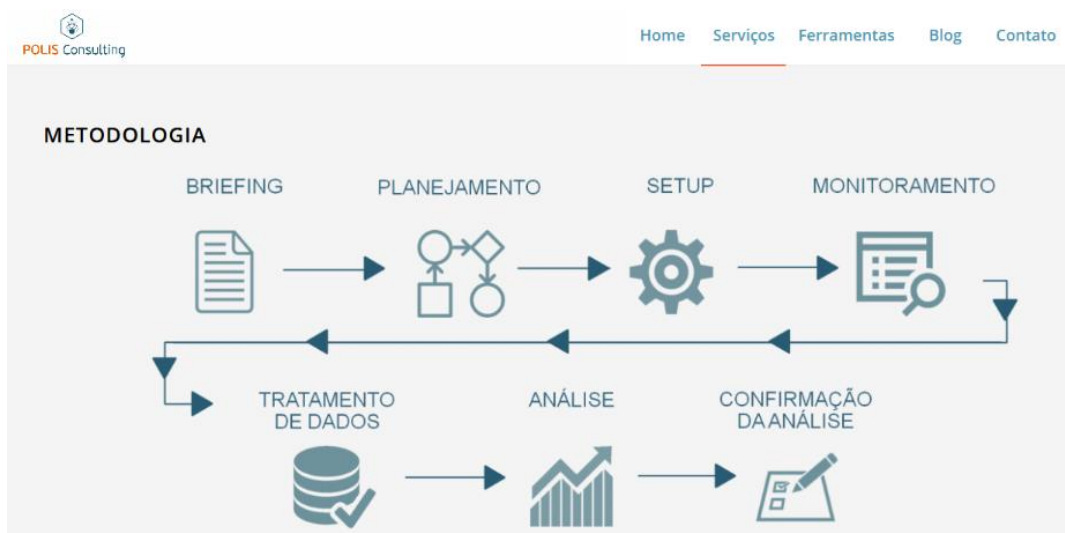 POLIS Consulting
Home Serviços Ferramentas Blog Contato
METODOLOGIA
BRIEFING PLANEJAMENTO SETUP MONITORAMENTO
TRATAMENTO
DE DADOS
ANÁLISE
CONFIRMAÇÃO
DA ANÁLISE